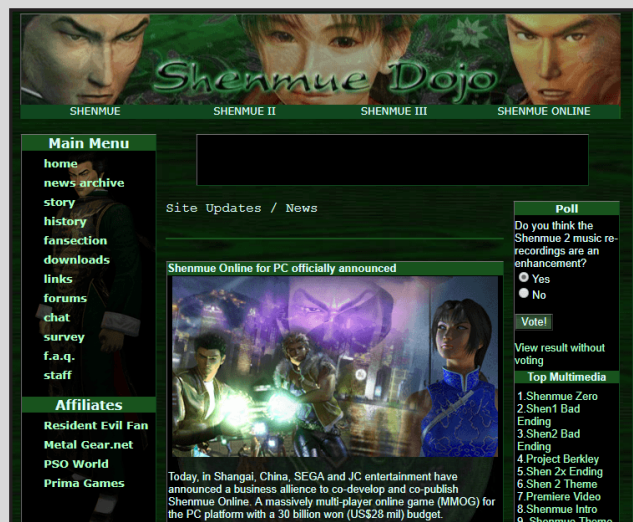 Shenmue Dojo
SHENMUE SHENMUE II SHENMUE III SHENMUE ONLINE
Main Menu
home
news archive
story
history
fansection
downloads
links
forums
chat
survey
f.a.q.
staff
Affiliates
Resident Evil Fan
Metal Gear.net
PSO World
Prima Games
Site Updates / News
Shenmue Online for PC officially announced
Today, in Shangai, China, SEGA and JC entertainment have
announced a business allience to co-develop and co-publish
Shenmue Online. A massively multi-player online game (MMOG) for
the PC platform with a 30 billion won (US$28 mil) budget.
Poll
Do you think the
Shenmue 2 music re-
recordings are an
enhancement?
Yes
No
Vote!
View result without
voting
Top Multimedia
1.Shenmue Zero
2.Shen1 Bad
Ending
3.Shen2 Bad
Ending
4.Project Berkley
5.Shen 2x Ending
6.Shen 2 Theme
7.Premiere Video
8.Shenmue Intro
9. Shenmue Theme